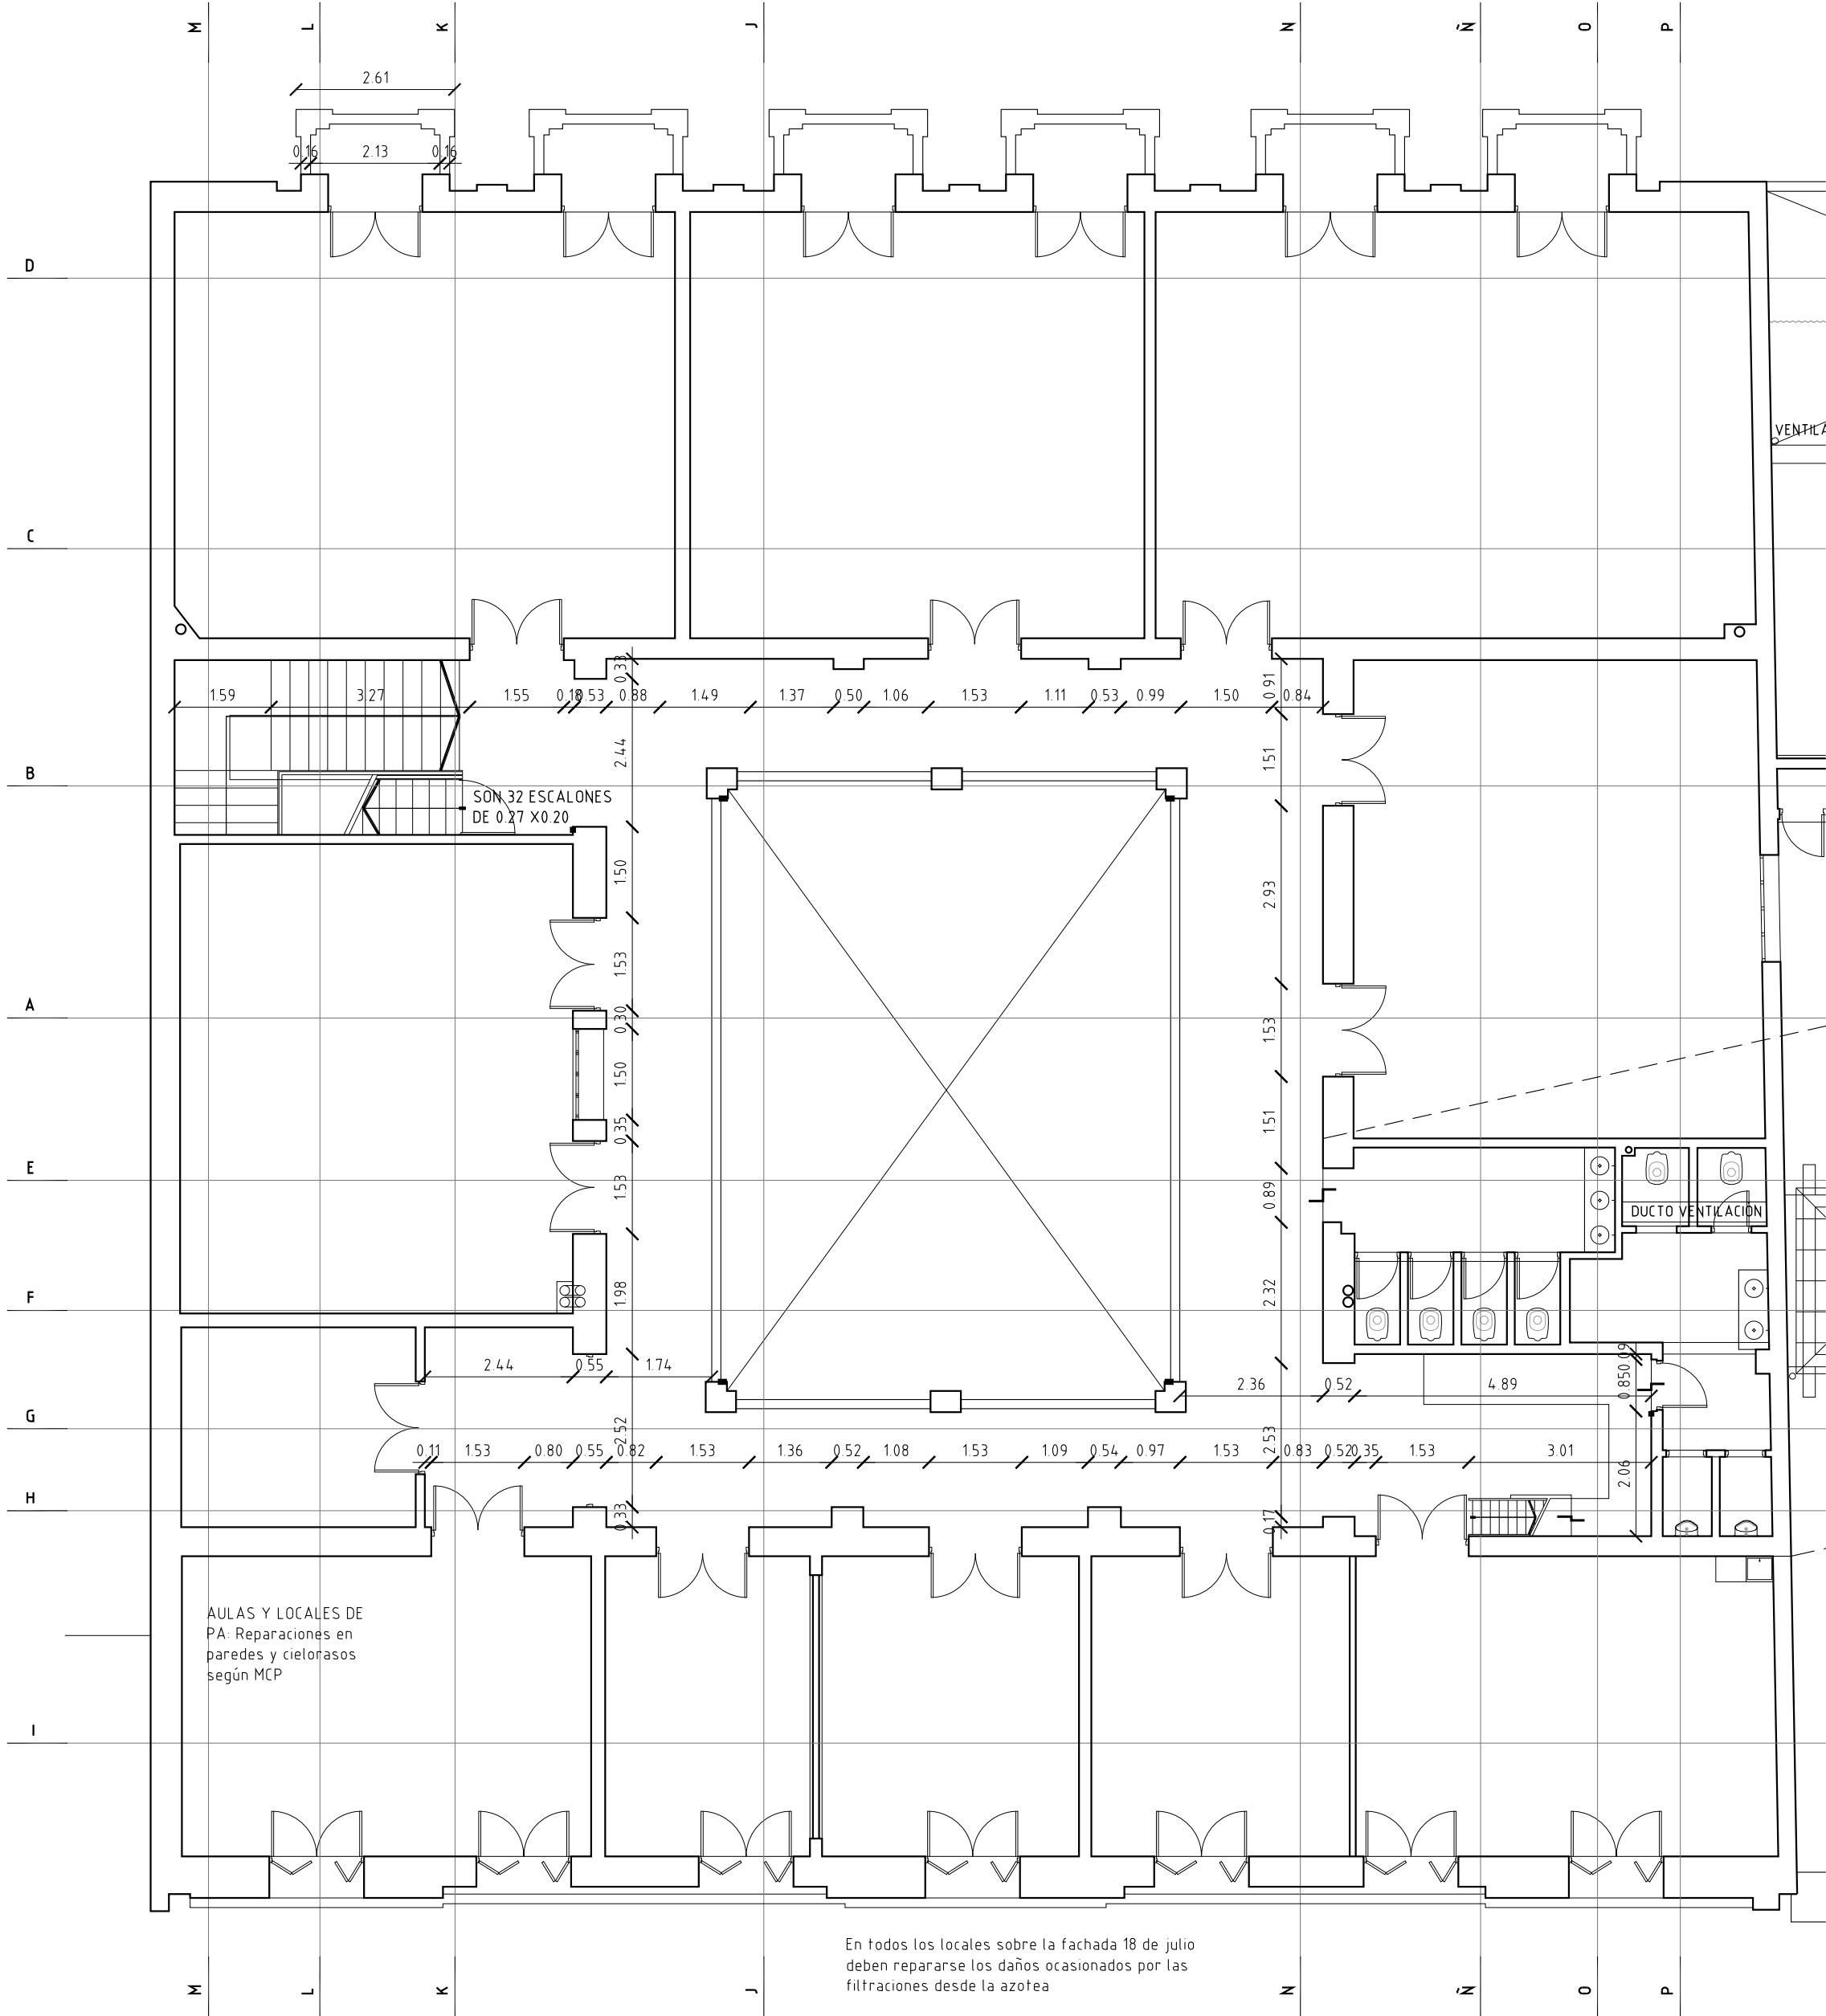 M L K J N Ñ O P
2.61
0.16 2.13 0.16
D
VENTILA
C
0.33 0.91
1.59 3.27 1.55 0.18 0.53 0.88 1.49 1.37 0.50 1.06 1.53 1.11 0.53 0.99 1.50 0.84
2.44 1.51
B
SON 32 ESCALONES
DE 0.27 X0.20
1.50 2.93
1.53
A
0.30 1.53
1.50
0.35 1.51
E
1.53 0.89
DUCTO VENTILACION
F
1.98 2.32
2.44 0.55 1.74 2.36 0.52 4.89 0.85 0.09
G
2.52 2.53
0.11 1.53 0.80 0.55 0.82 1.53 1.36 0.52 1.08 1.53 1.09 0.54 0.97 1.53 0.83 0.52 0.35 1.53 3.01
2.06
H
0.33 0.17
AULAS Y LOCALES DE
PA: Reparaciones en
paredes y cielorasos
según MCP
I
En todos los locales sobre la fachada 18 de julio
deben repararse los daños ocasionados por las
filtraciones desde la azotea
M L K J N Ñ O P